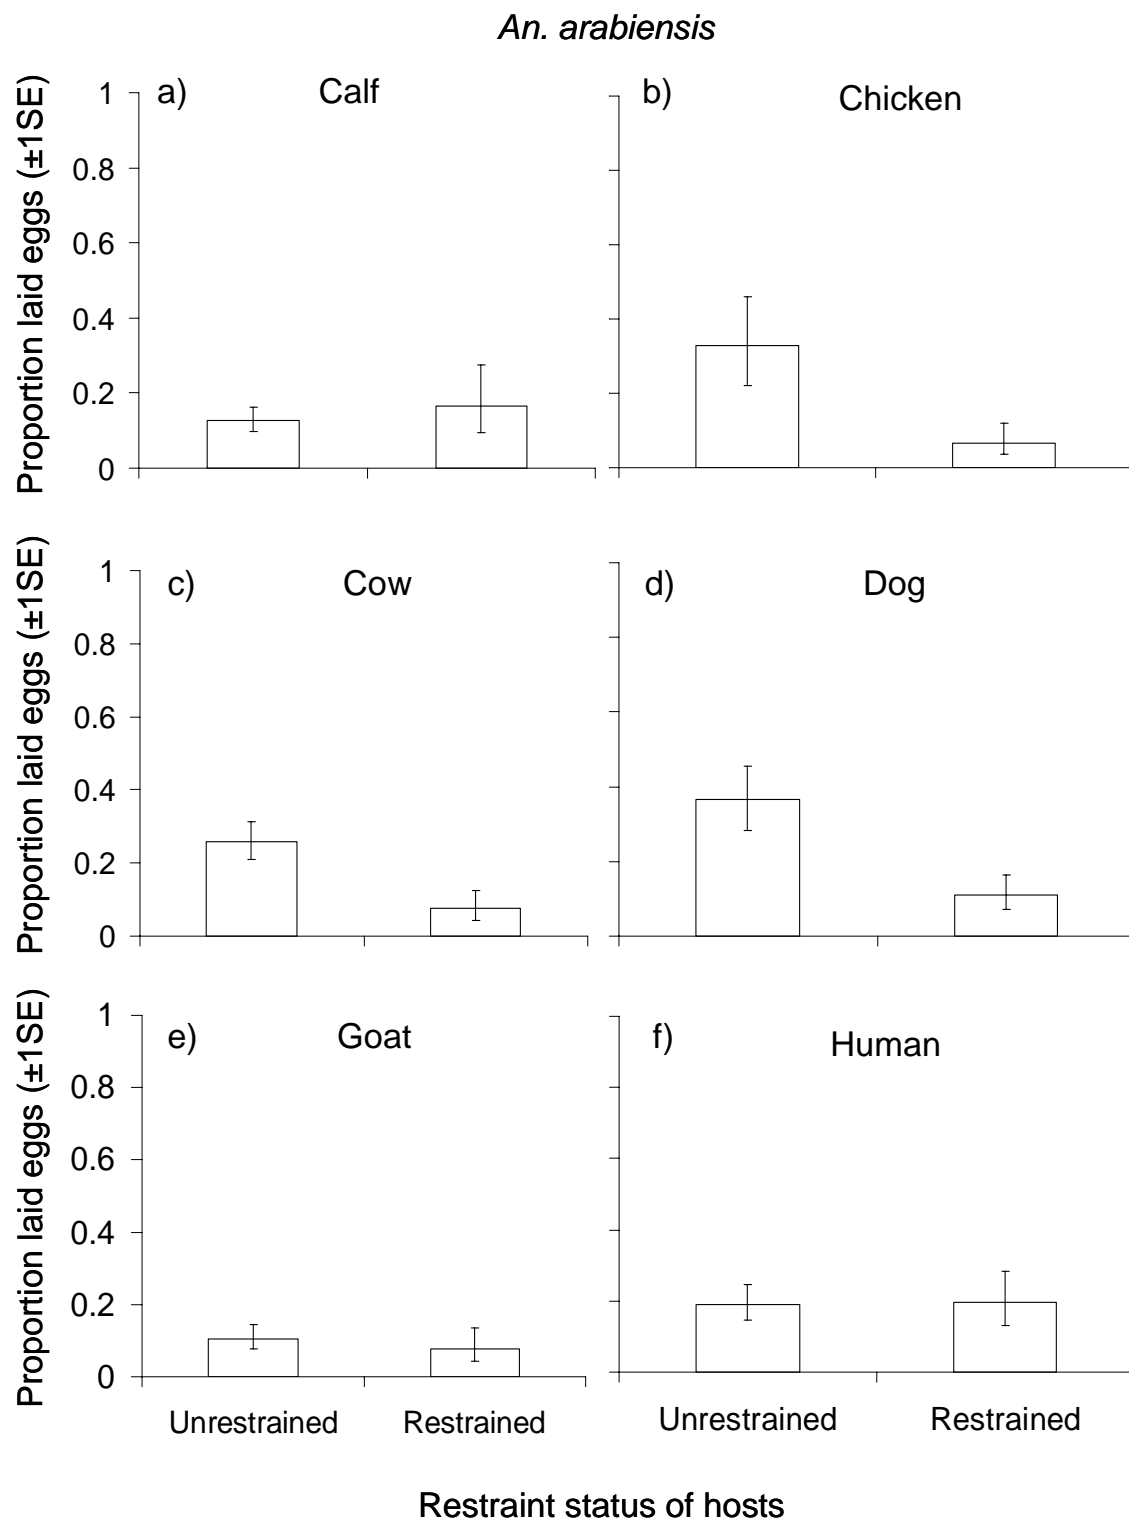 An. arabiensis
a) Calf
b) Chicken
Proportion laid eggs (±1SE)
1
0.8
0.6
0.4
0.2
0
c) Cow
d) Dog
Proportion laid eggs (±1SE)
1
0.8
0.6
0.4
0.2
0
e) Goat
f) Human
Proportion laid eggs (±1SE)
1
0.8
0.6
0.4
0.2
0
Unrestrained Restrained Unrestrained Restrained
Restraint status of hosts